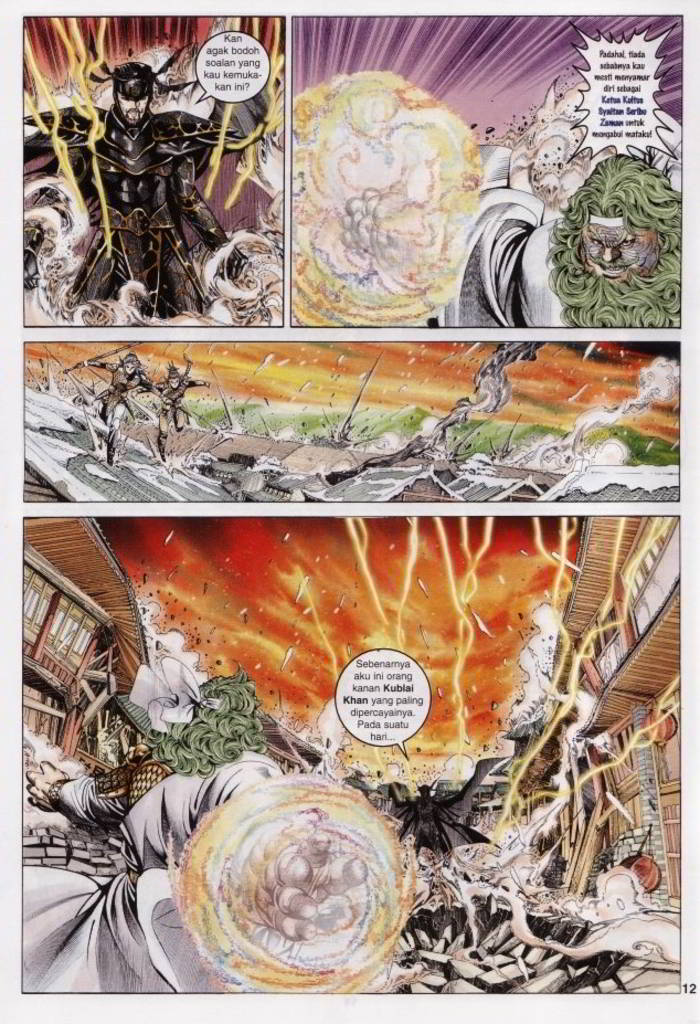 Kan
agak bodoh
soalan yang
kau kemuka-
kan ini?
Padahal, tiada
sebabnya kau
mesti menyamar
diri sebagai
Ketua Kultus
Syaitan Seribu
Zaman untuk
mengabui mataku!
Sebenarnya
aku ini orang
kanan Kublai
Khan yang paling
dipercayainya.
Pada suatu
hari...
12